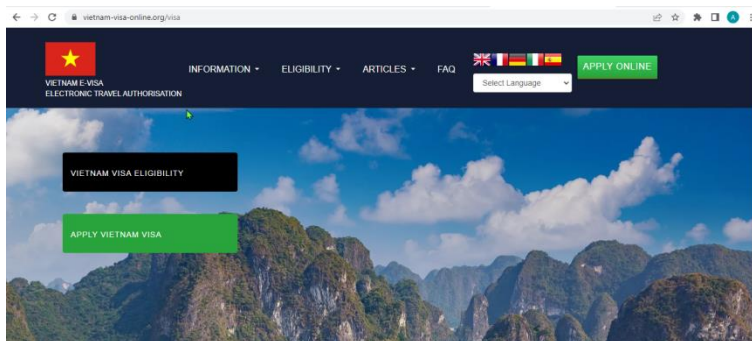 vietnam-visa-online.org/visa
A
VIETNAM E-VISA
ELECTRONIC TRAVEL AUTHORISATION
INFORMATION
ELIGIBILITY
ARTICLES
FAQ
Select Language
APPLY ONLINE
VIETNAM VISA ELIGIBILITY
APPLY VIETNAM VISA